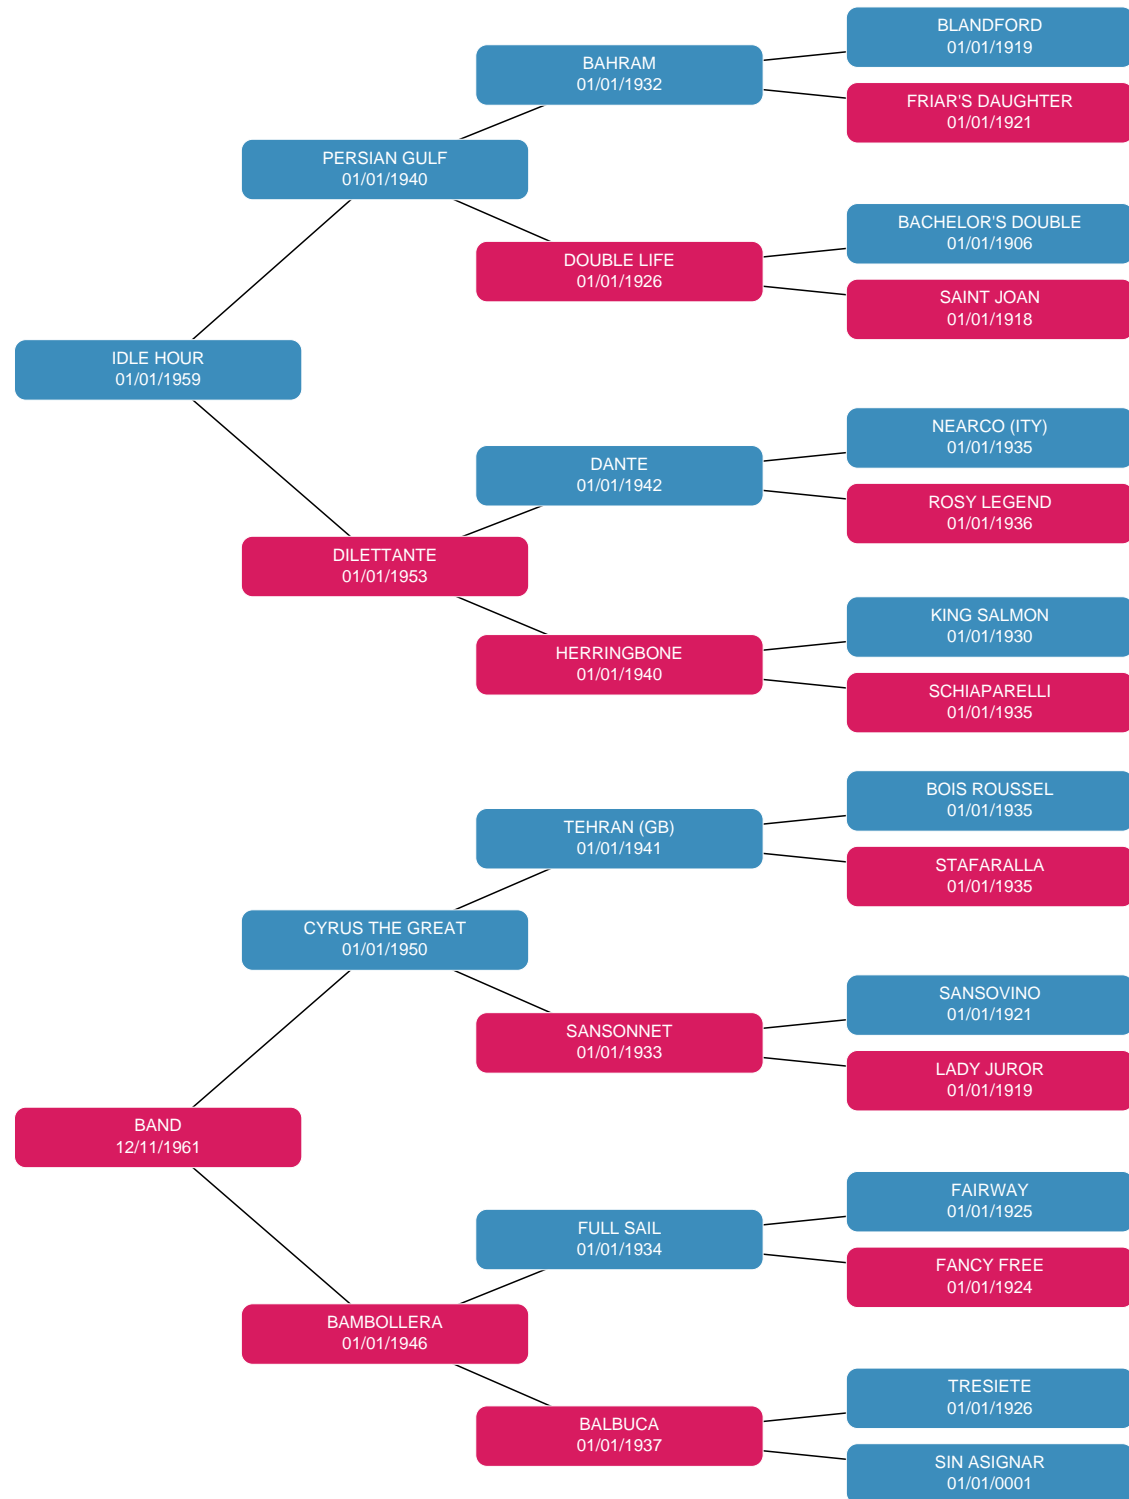 BLANDFORD
01/01/1919
BAHRAM
01/01/1932
FRIAR'S DAUGHTER
01/01/1921
PERSIAN GULF
01/01/1940
BACHELOR'S DOUBLE
01/01/1906
DOUBLE LIFE
01/01/1926
SAINT JOAN
01/01/1918
IDLE HOUR
01/01/1959
NEARCO (ITY)
01/01/1935
DANTE
01/01/1942
ROSY LEGEND
01/01/1936
DILETTANTE
01/01/1953
KING SALMON
01/01/1930
HERRINGBONE
01/01/1940
SCHIAPARELLI
01/01/1935
BOIS ROUSSEL
01/01/1935
TEHRAN (GB)
01/01/1941
STAFARALLA
01/01/1935
CYRUS THE GREAT
01/01/1950
SANSOVINO
01/01/1921
SANSONNET
01/01/1933
LADY JUROR
01/01/1919
BAND
12/11/1961
FAIRWAY
01/01/1925
FULL SAIL
01/01/1934
FANCY FREE
01/01/1924
BAMBOLLERA
01/01/1946
TRESIETE
01/01/1926
BALBUCA
01/01/1937
SIN ASIGNAR
01/01/0001